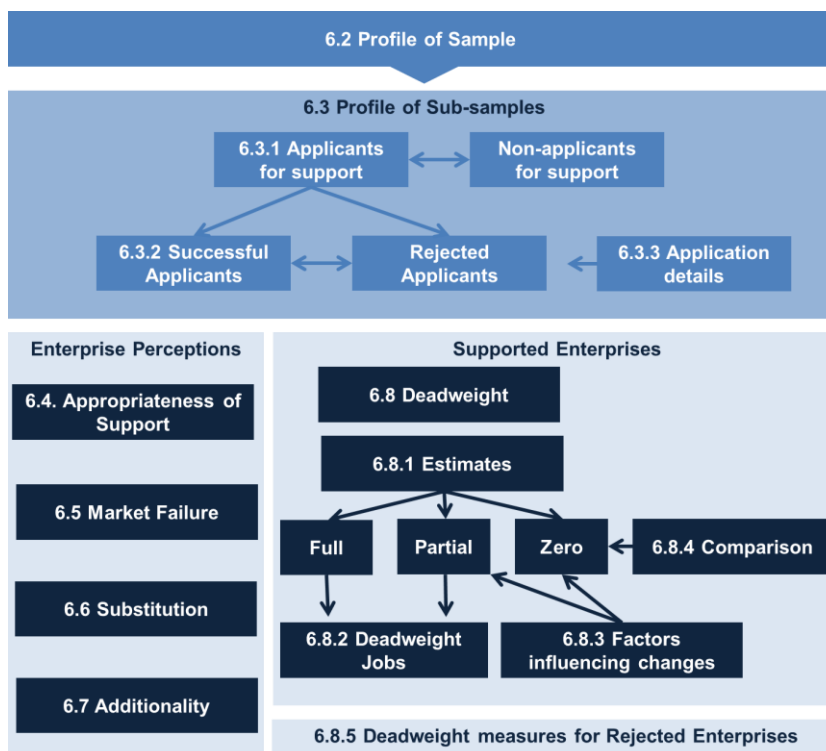 6.2 Profile of Sample
6.3 Profile of Sub-samples
6.3.1 Applicants
for support
Non-applicants
for support
6.3.2 Successful
Applicants
Rejected
Applicants
6.3.3 Application
details
Enterprise Perceptions
6.4. Appropriateness of
Support
6.5 Market Failure
6.6 Substitution
6.7 Additionality
Supported Enterprises
6.8 Deadweight
6.8.1 Estimates
Full
Partial
Zero
6.8.4 Comparison
6.8.2 Deadweight
Jobs
6.8.3 Factors
influencing changes
6.8.5 Deadweight measures for Rejected Enterprises